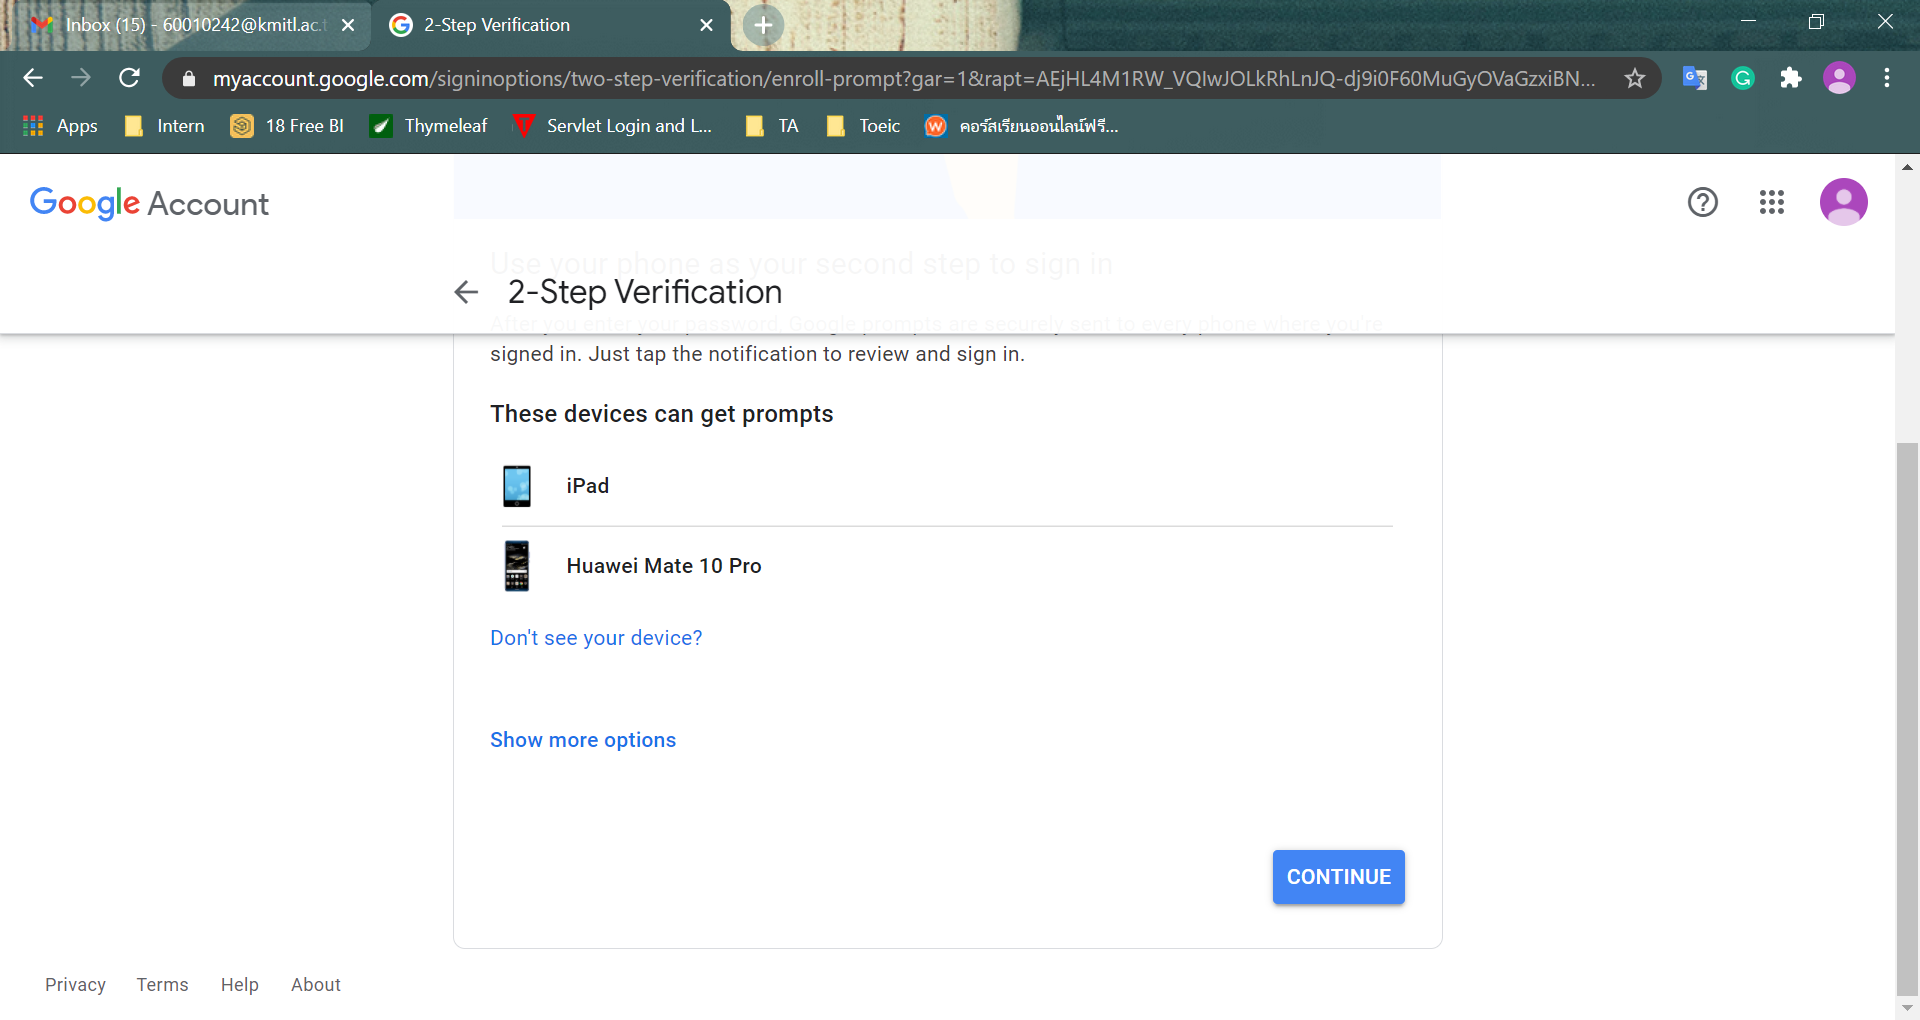 Inbox (15) - 60010242@kmitl.ac.t
2-Step Verification
myaccount.google.com/signinoptions/two-step-verification/enroll-prompt?gar=1&rapt=AEjHL4M1RW_VQIwJOLkRhLnJQ-dj9i0F60MuGyOVaGzxiBN...
Apps
Intern
18 Free BI
Thymeleaf
Servlet Login and L...
TA
Toeic
คอร์สเรียนออนไลน์ฟรี...
Google Account
Use your phone as your second step to sign in
2-Step Verification
After you enter your password, Google prompts are securely sent to every phone where you're
signed in. Just tap the notification to review and sign in.
These devices can get prompts
iPad
Huawei Mate 10 Pro
Don't see your device?
Show more options
CONTINUE
Privacy
Terms
Help
About